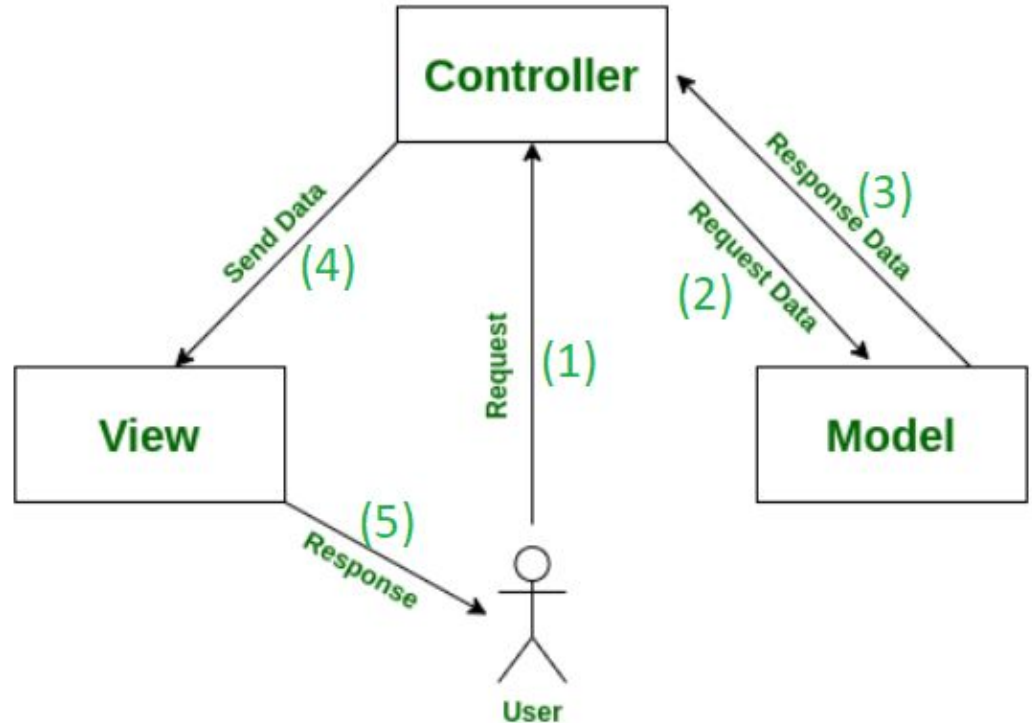 Controller
Send Data
(4)
Request
(1)
Request Data
(2)
Response Data
(3)
View
Model
Response
(5)
User